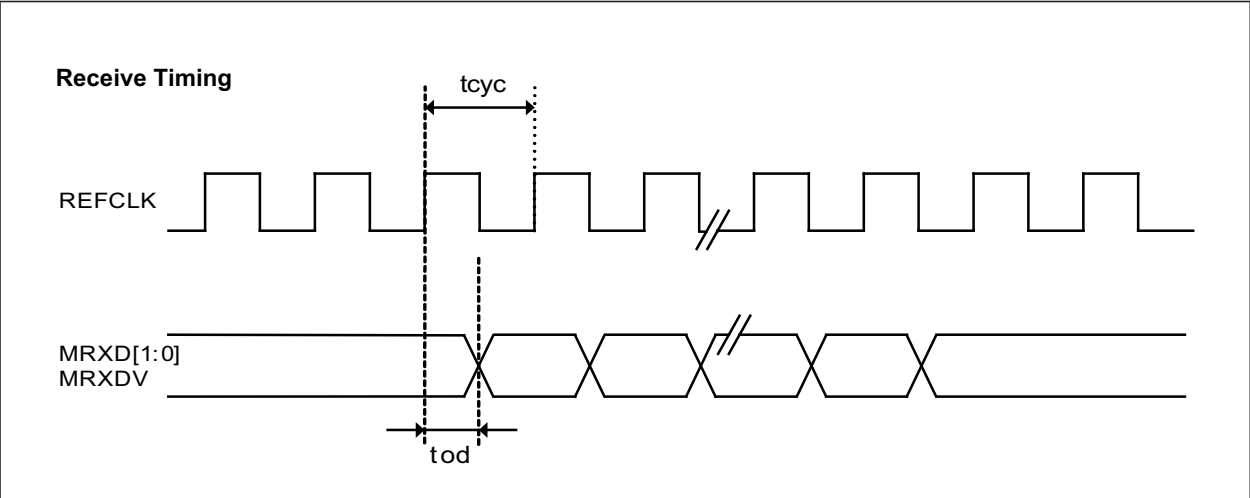 Receive Timing
tcyc
REFCLK
MRXD[1:0]
MRXDV
tod